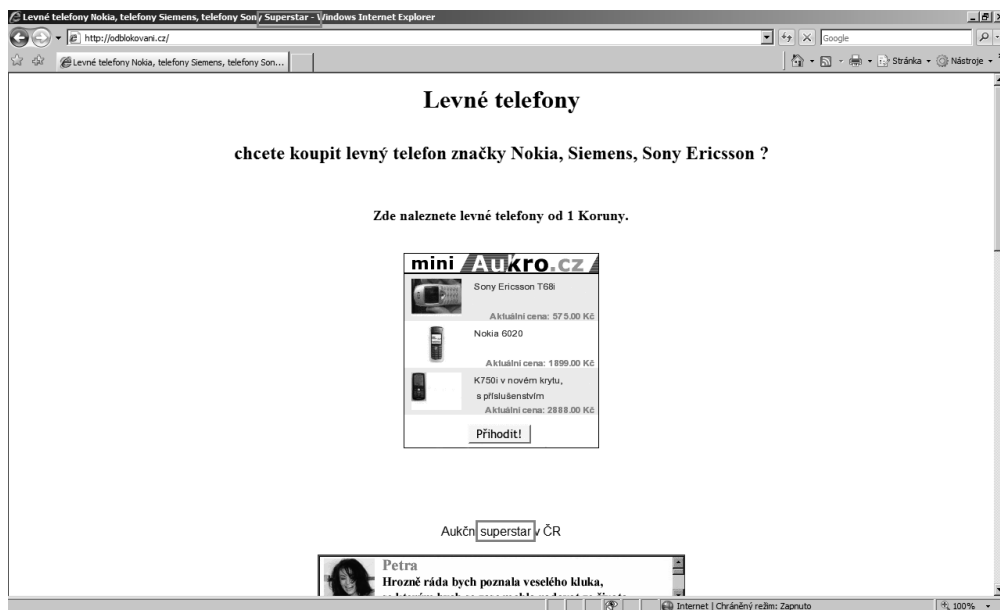 Levné telefony Nokia, telefony Siemens, telefony Sony Superstar - Windows Internet Explorer
http://odblokovani.cz/
Google
Levné telefony Nokia, telefony Siemens, telefony Son...
Stránka
Nástroje
Levné telefony
chcete koupit levný telefon značky Nokia, Siemens, Sony Ericsson ?
Zde naleznete levné telefony od 1 Koruny.
mini Aukro.cz
Sony Ericsson T68i
Aktuální cena: 575.00 Kč
Nokia 6020
Aktuální cena: 1899.00 Kč
K750i v novém krytu,
s příslušenstvím
Aktuální cena: 2888.00 Kč
Přihodit!
Aukčn superstar v ČR
Petra
Hrozně ráda bych poznala veselého kluka,
Internet | Chráněný režim: Zapnuto
100%